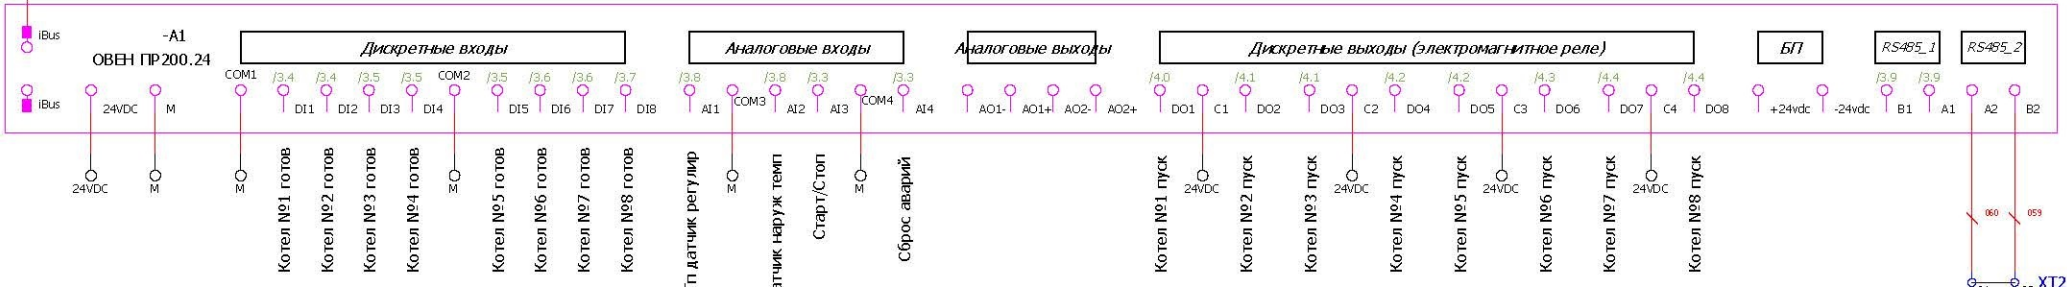 iBus
-A1
ОВЕН ПР200.24
Дискретные входы
Аналоговые входы
Аналоговые выходы
Дискретные выходы (электромагнитное реле)
БП
RS485_1
RS485_2
COM1 /3.4 /3.4 /3.5 /3.5 COM2 /3.5 /3.6 /3.6 /3.7 /3.8 /3.8 /3.3 /3.3 /4.0 /4.1 /4.1 /4.2 /4.2 /4.3 /4.4 /4.4 /3.9 /3.9
iBus 24VDC M DI1 DI2 DI3 DI4 DI5 DI6 DI7 DI8 AI1 COM3 AI2 AI3 COM4 AI4 AO1- AO1+ AO2- AO2+ DO1 C1 DO2 DO3 C2 DO4 DO5 C3 DO6 DO7 C4 DO8 +24vdc -24vdc B1 A1 A2 B2
24VDC
M
M
Котел №1 готов
Котел №2 готов
Котел №3 готов
Котел №4 готов
M
Котел №5 готов
Котел №6 готов
Котел №7 готов
Котел №8 готов
датчик регулир
M
наруж темп
Старт/Стоп
M
Сброс аварий
Котел №1 пуск
24VDC
Котел №2 пуск
Котел №3 пуск
24VDC
Котел №4 пуск
Котел №5 пуск
24VDC
Котел №6 пуск
Котел №7 пуск
24VDC
Котел №8 пуск
060
059
XT2